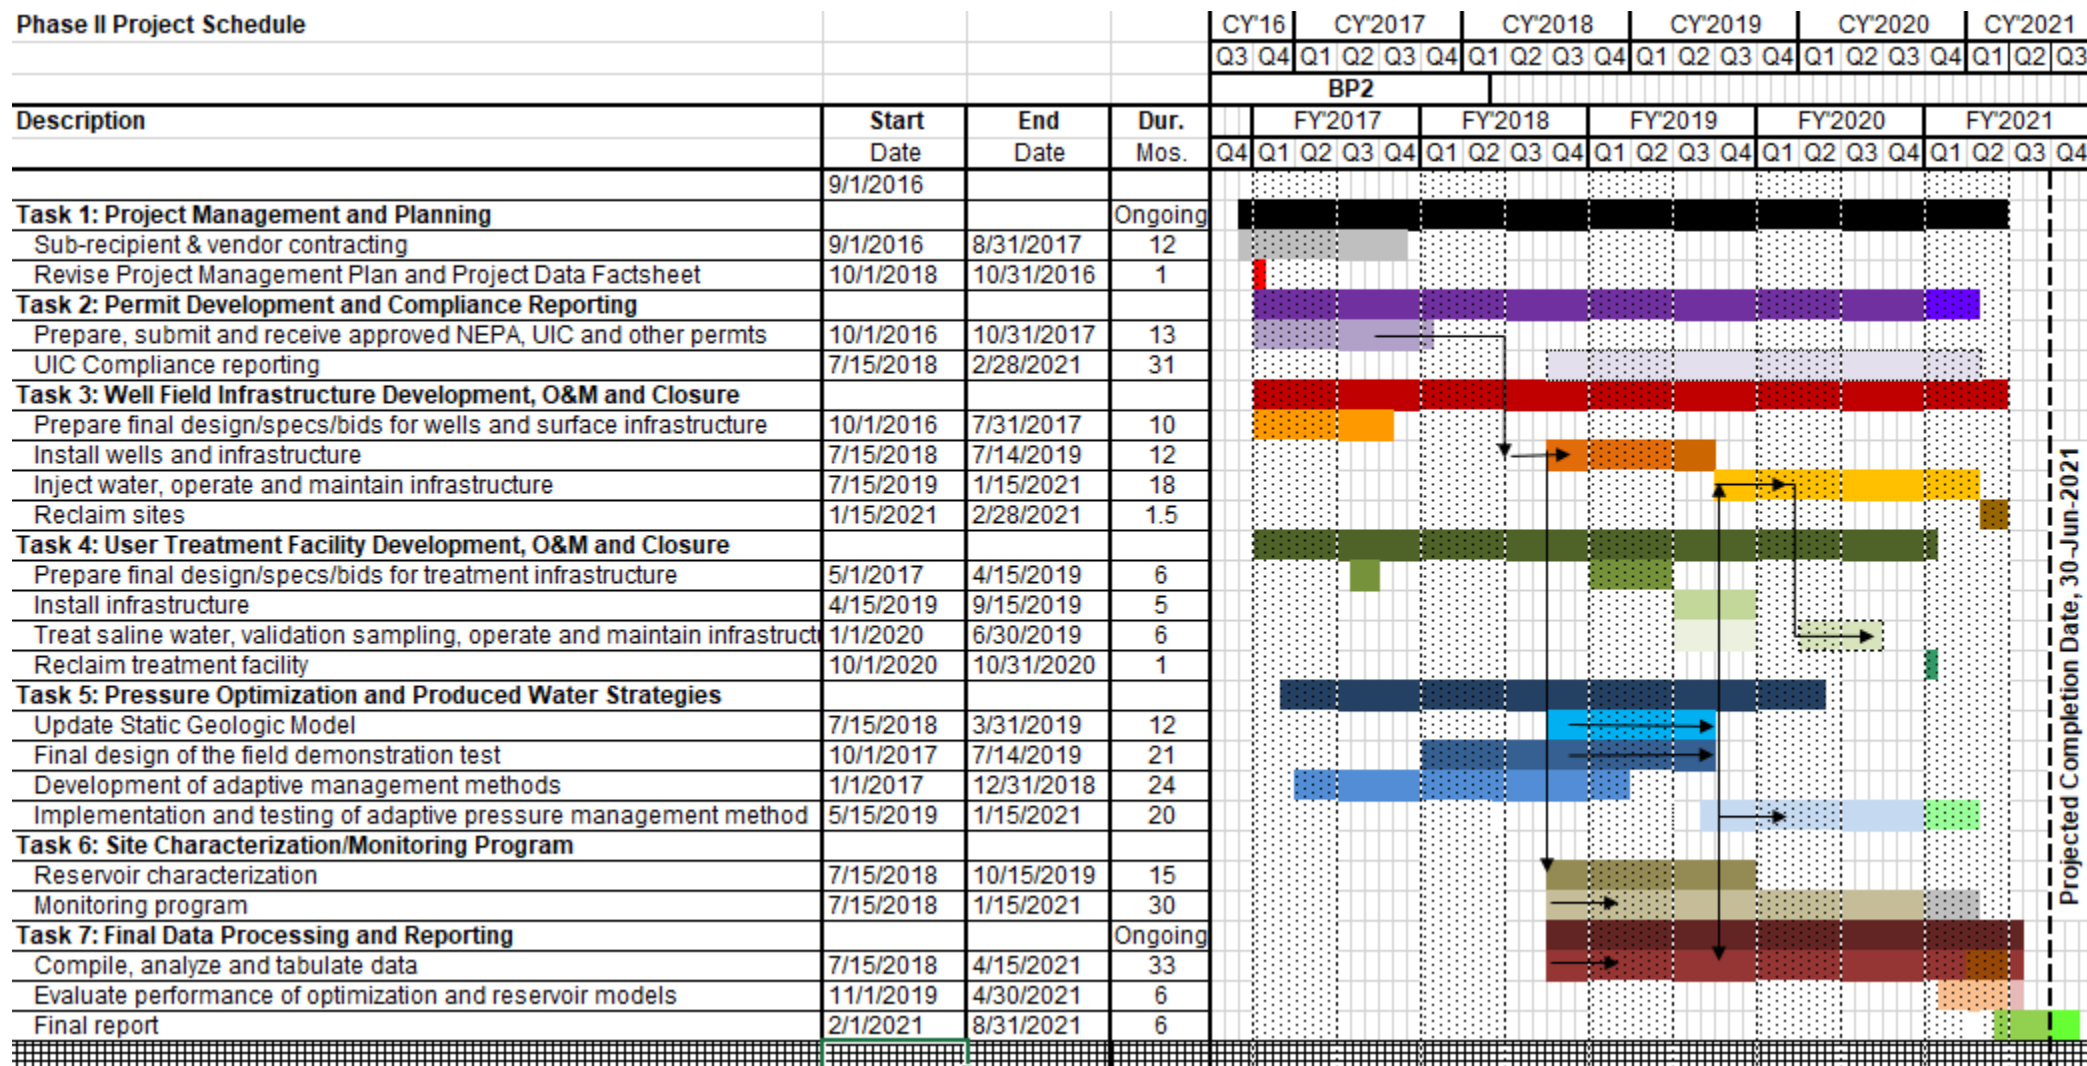 Phase II Project Schedule CY'16 CY'2017 CY'2018 CY'2019 CY'2020 CY'2021
Q3 Q4 Q1 Q2 Q3 Q4 Q1 Q2 Q3 Q4 Q1 Q2 Q3 Q4 Q1 Q2 Q3 Q4 Q1 Q2 Q3
BP2
Description Start End Dur. FY'2017 FY'2018 FY'2019 FY'2020 FY'2021
Date Date Mos. Q4 Q1 Q2 Q3 Q4 Q1 Q2 Q3 Q4 Q1 Q2 Q3 Q4 Q1 Q2 Q3 Q4 Q1 Q2 Q3 Q4
9/1/2016
Task 1: Project Management and Planning Ongoing
Sub-recipient & vendor contracting 9/1/2016 8/31/2017 12
Revise Project Management Plan and Project Data Factsheet 10/1/2018 10/31/2016 1
Task 2: Permit Development and Compliance Reporting
Prepare, submit and receive approved NEPA, UIC and other permts 10/1/2016 10/31/2017 13
UIC Compliance reporting 7/15/2018 2/28/2021 31
Task 3: Well Field Infrastructure Development, O&M and Closure
Prepare final design/specs/bids for wells and surface infrastructure 10/1/2016 7/31/2017 10
Install wells and infrastructure 7/15/2018 7/14/2019 12
Inject water, operate and maintain infrastructure 7/15/2019 1/15/2021 18
Reclaim sites 1/15/2021 2/28/2021 1.5
Task 4: User Treatment Facility Development, O&M and Closure
Prepare final design/specs/bids for treatment infrastructure 5/1/2017 4/15/2019 6
Install infrastructure 4/15/2019 9/15/2019 5
Treat saline water, validation sampling, operate and maintain infrastructu 1/1/2020 6/30/2019 6
Reclaim treatment facility 10/1/2020 10/31/2020 1
Task 5: Pressure Optimization and Produced Water Strategies
Update Static Geologic Model 7/15/2018 3/31/2019 12
Final design of the field demonstration test 10/1/2017 7/14/2019 21
Development of adaptive management methods 1/1/2017 12/31/2018 24
Implementation and testing of adaptive pressure management method 5/15/2019 1/15/2021 20
Task 6: Site Characterization/Monitoring Program
Reservoir characterization 7/15/2018 10/15/2019 15
Monitoring program 7/15/2018 1/15/2021 30
Task 7: Final Data Processing and Reporting Ongoing
Compile, analyze and tabulate data 7/15/2018 4/15/2021 33
Evaluate performance of optimization and reservoir models 11/1/2019 4/30/2021 6
Final report 2/1/2021 8/31/2021 6
Projected Completion Date, 30-Jun-2021